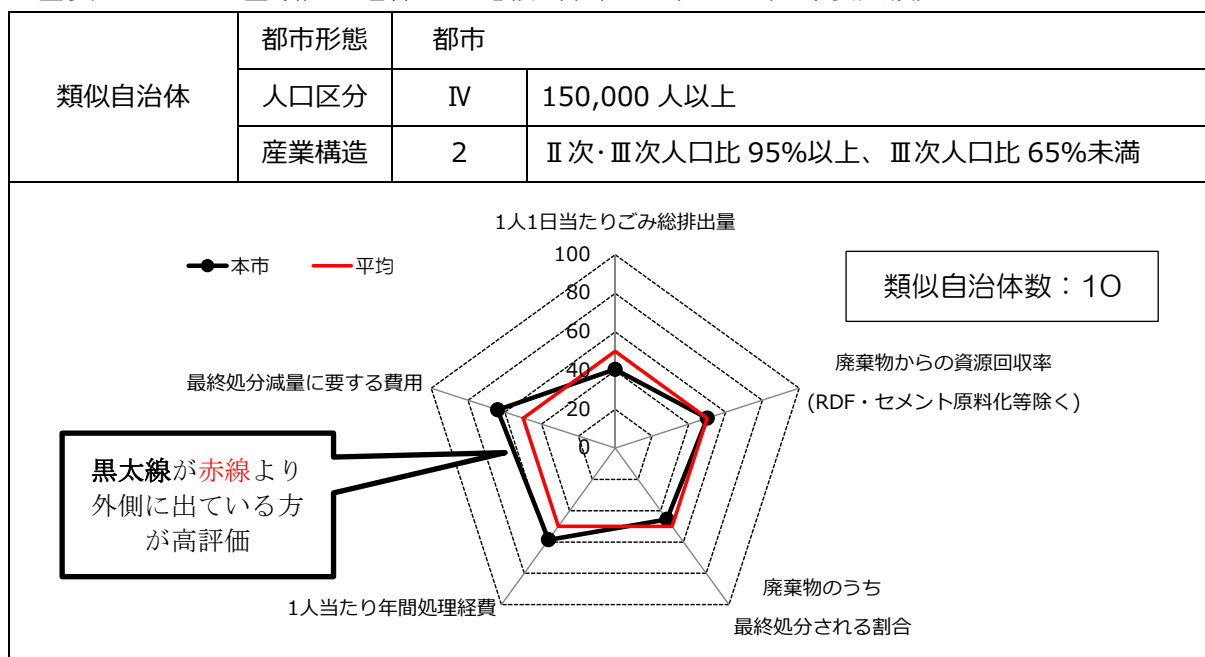 類似自治体
都市形態 都市
人口区分 Ⅳ 150,000 人以上
産業構造 2 Ⅱ次・Ⅲ次人口比 95%以上、Ⅲ次人口比 65%未満
1人1日当たりごみ総排出量
本市 平均
類似自治体数：10
100
80
60
40
20
0
廃棄物からの資源回収率
(RDF・セメント原料化等除く)
最終処分減量に要する費用
黒太線が赤線より
外側に出ている方
が高評価
1人当たり年間処理経費
廃棄物のうち
最終処分される割合